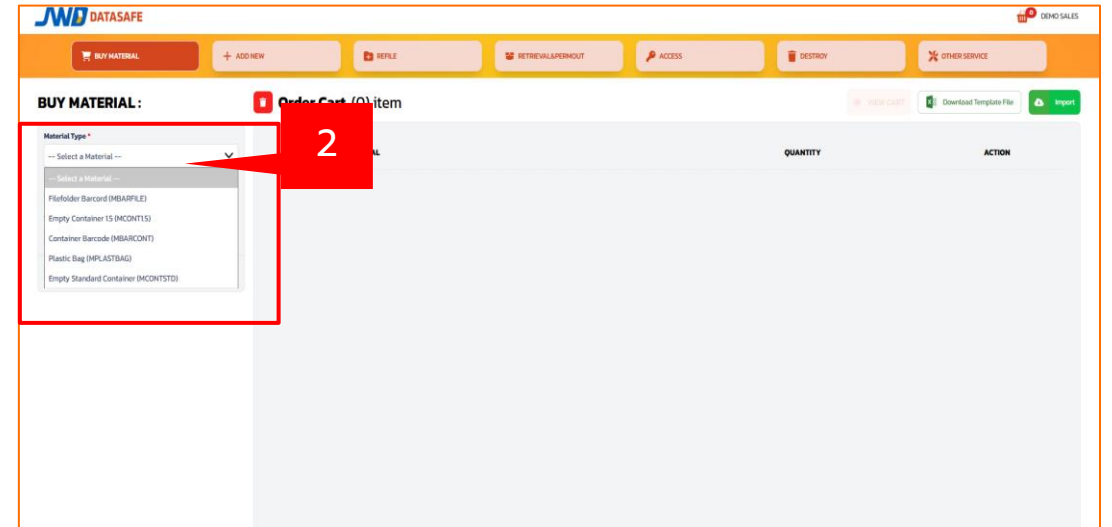 JWD DATASAFE
0 DEMO SALES
BUY MATERIAL
+ ADD NEW
REFILE
RETRIEVAL&PERMOUT
ACCESS
DESTROY
OTHER SERVICE
BUY MATERIAL :
Order Cart (0) item
VIEW CART
Download Template File
Import
Material Type *
--- Select a Material ---
2
AL
QUANTITY
ACTION
--- Select a Material ---
Filefolder Barcord (MBARFILE)
Empty Container 15 (MCONT15)
Container Barcode (MBARCONT)
Plastic Bag (MPLASTBAG)
Empty Standard Container (MCONTSTD)